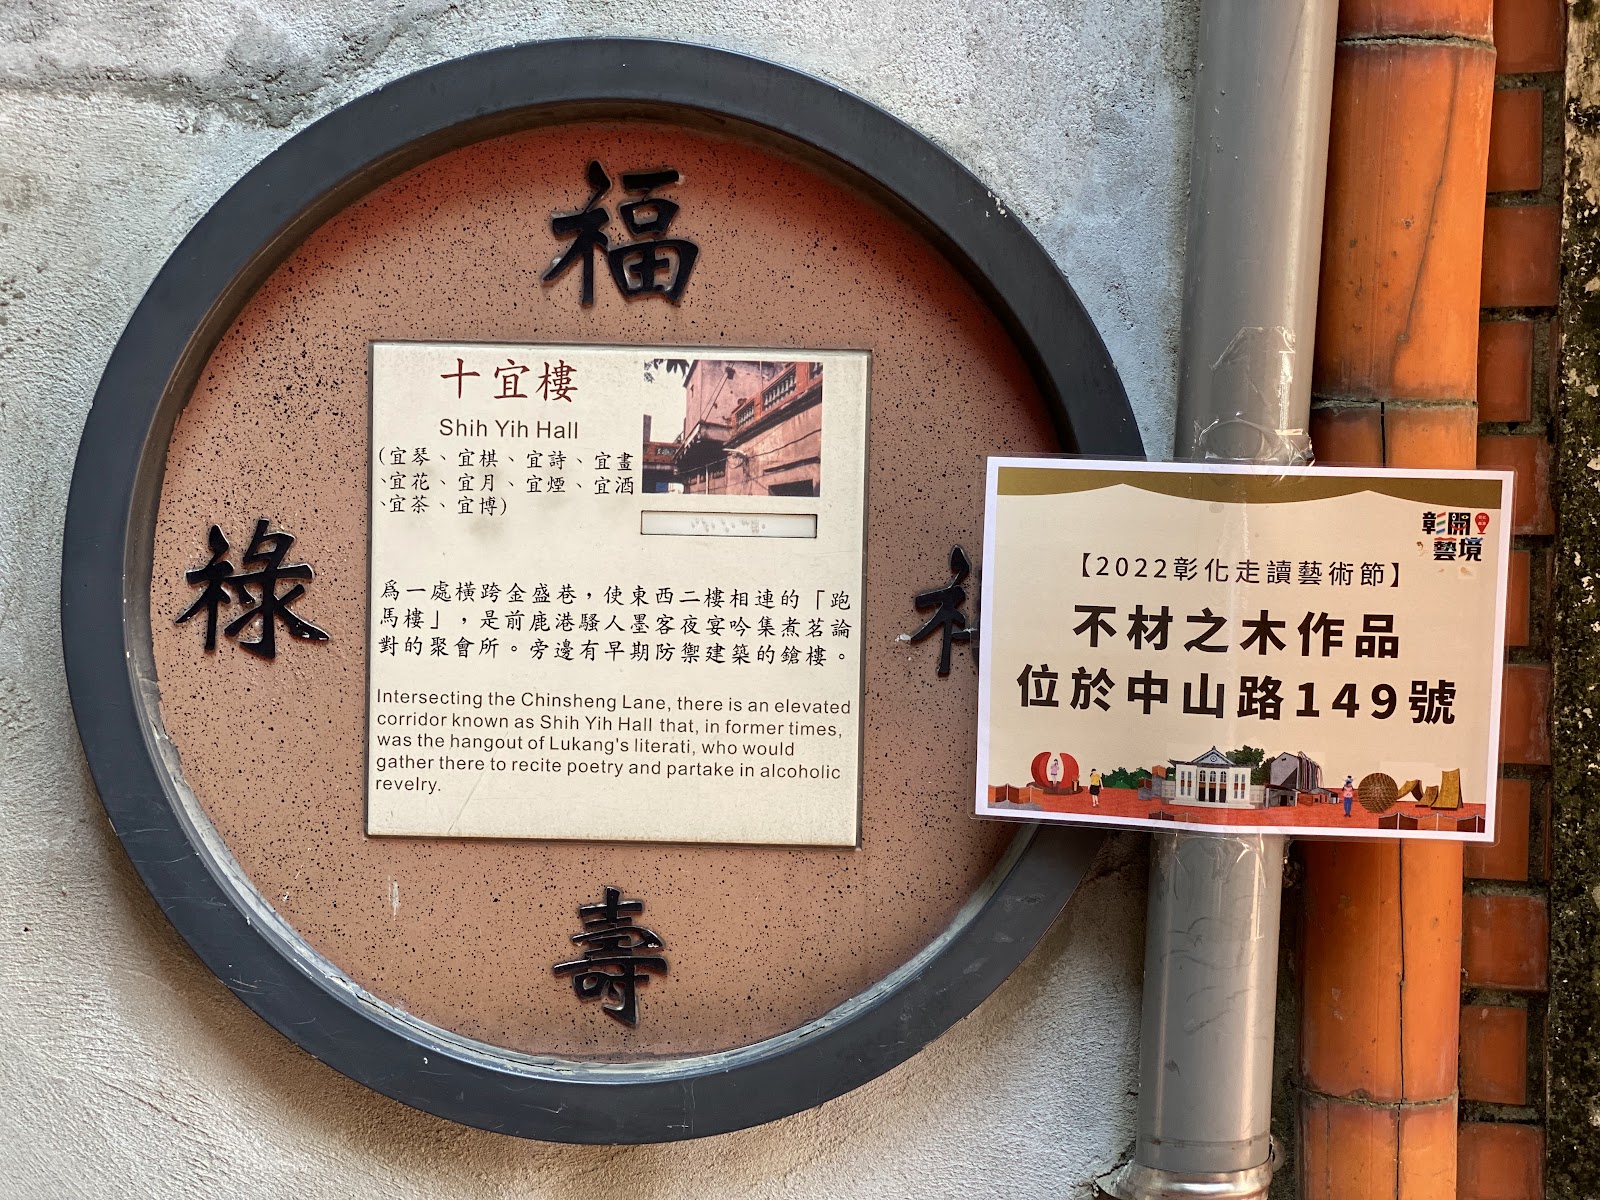 福
十宜樓
Shih Yih Hall
(宜琴、宜棋、宜詩、宜畫
、宜花、宜月、宜煙、宜酒
、宜茶、宜博)
祿
為一處橫跨金盛巷，使東西二樓相連的「跑
馬樓」，是前鹿港騷人墨客夜宴吟集煮茗論
對的聚會所。旁邊有早期防禦建築的鎗樓。
Intersecting the Chinsheng Lane, there is an elevated
corridor known as Shih Yih Hall that, in former times,
was the hangout of Lukang's literati, who would
gather there to recite poetry and partake in alcoholic
revelry.
壽
彰開
藝境
【2022彰化走讀藝術節】
不材之木作品
位於中山路149號